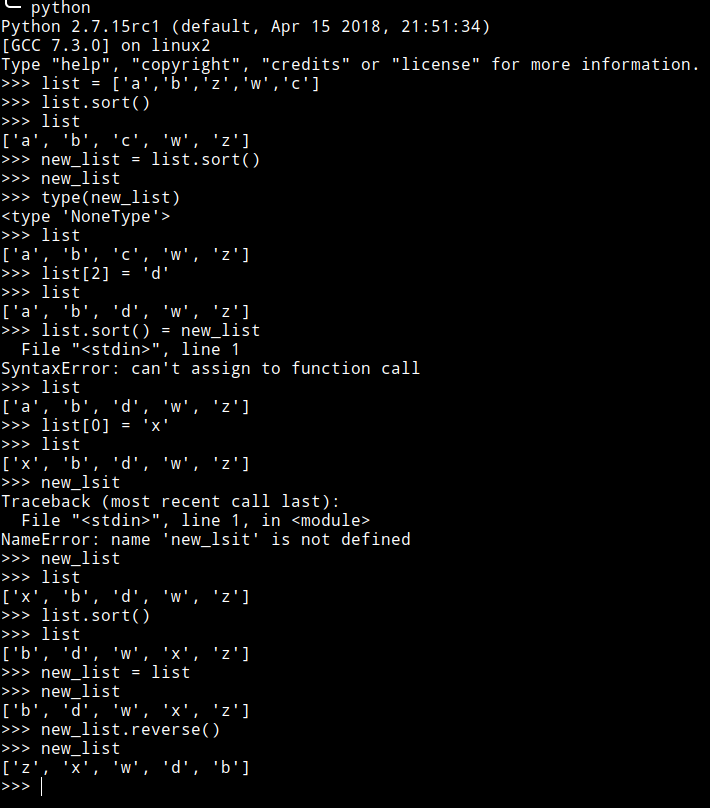 python
Python 2.7.15rc1 (default, Apr 15 2018, 21:51:34)
[GCC 7.3.0] on linux2
Type "help", "copyright", "credits" or "license" for more information.
>>> list = ['a','b','z','w','c']
>>> list.sort()
>>> list
['a', 'b', 'c', 'w', 'z']
>>> new_list = list.sort()
>>> new_list
>>> type(new_list)
<type 'NoneType'>
>>> list
['a', 'b', 'c', 'w', 'z']
>>> list[2] = 'd'
>>> list
['a', 'b', 'd', 'w', 'z']
>>> list.sort() = new_list
  File "<stdin>", line 1
SyntaxError: can't assign to function call
>>> list
['a', 'b', 'd', 'w', 'z']
>>> list[0] = 'x'
>>> list
['x', 'b', 'd', 'w', 'z']
>>> new_lsit
Traceback (most recent call last):
  File "<stdin>", line 1, in <module>
NameError: name 'new_lsit' is not defined
>>> new_list
>>> list
['x', 'b', 'd', 'w', 'z']
>>> list.sort()
>>> list
['b', 'd', 'w', 'x', 'z']
>>> new_list = list
>>> new_list
['b', 'd', 'w', 'x', 'z']
>>> new_list.reverse()
>>> new_list
['z', 'x', 'w', 'd', 'b']
>>>